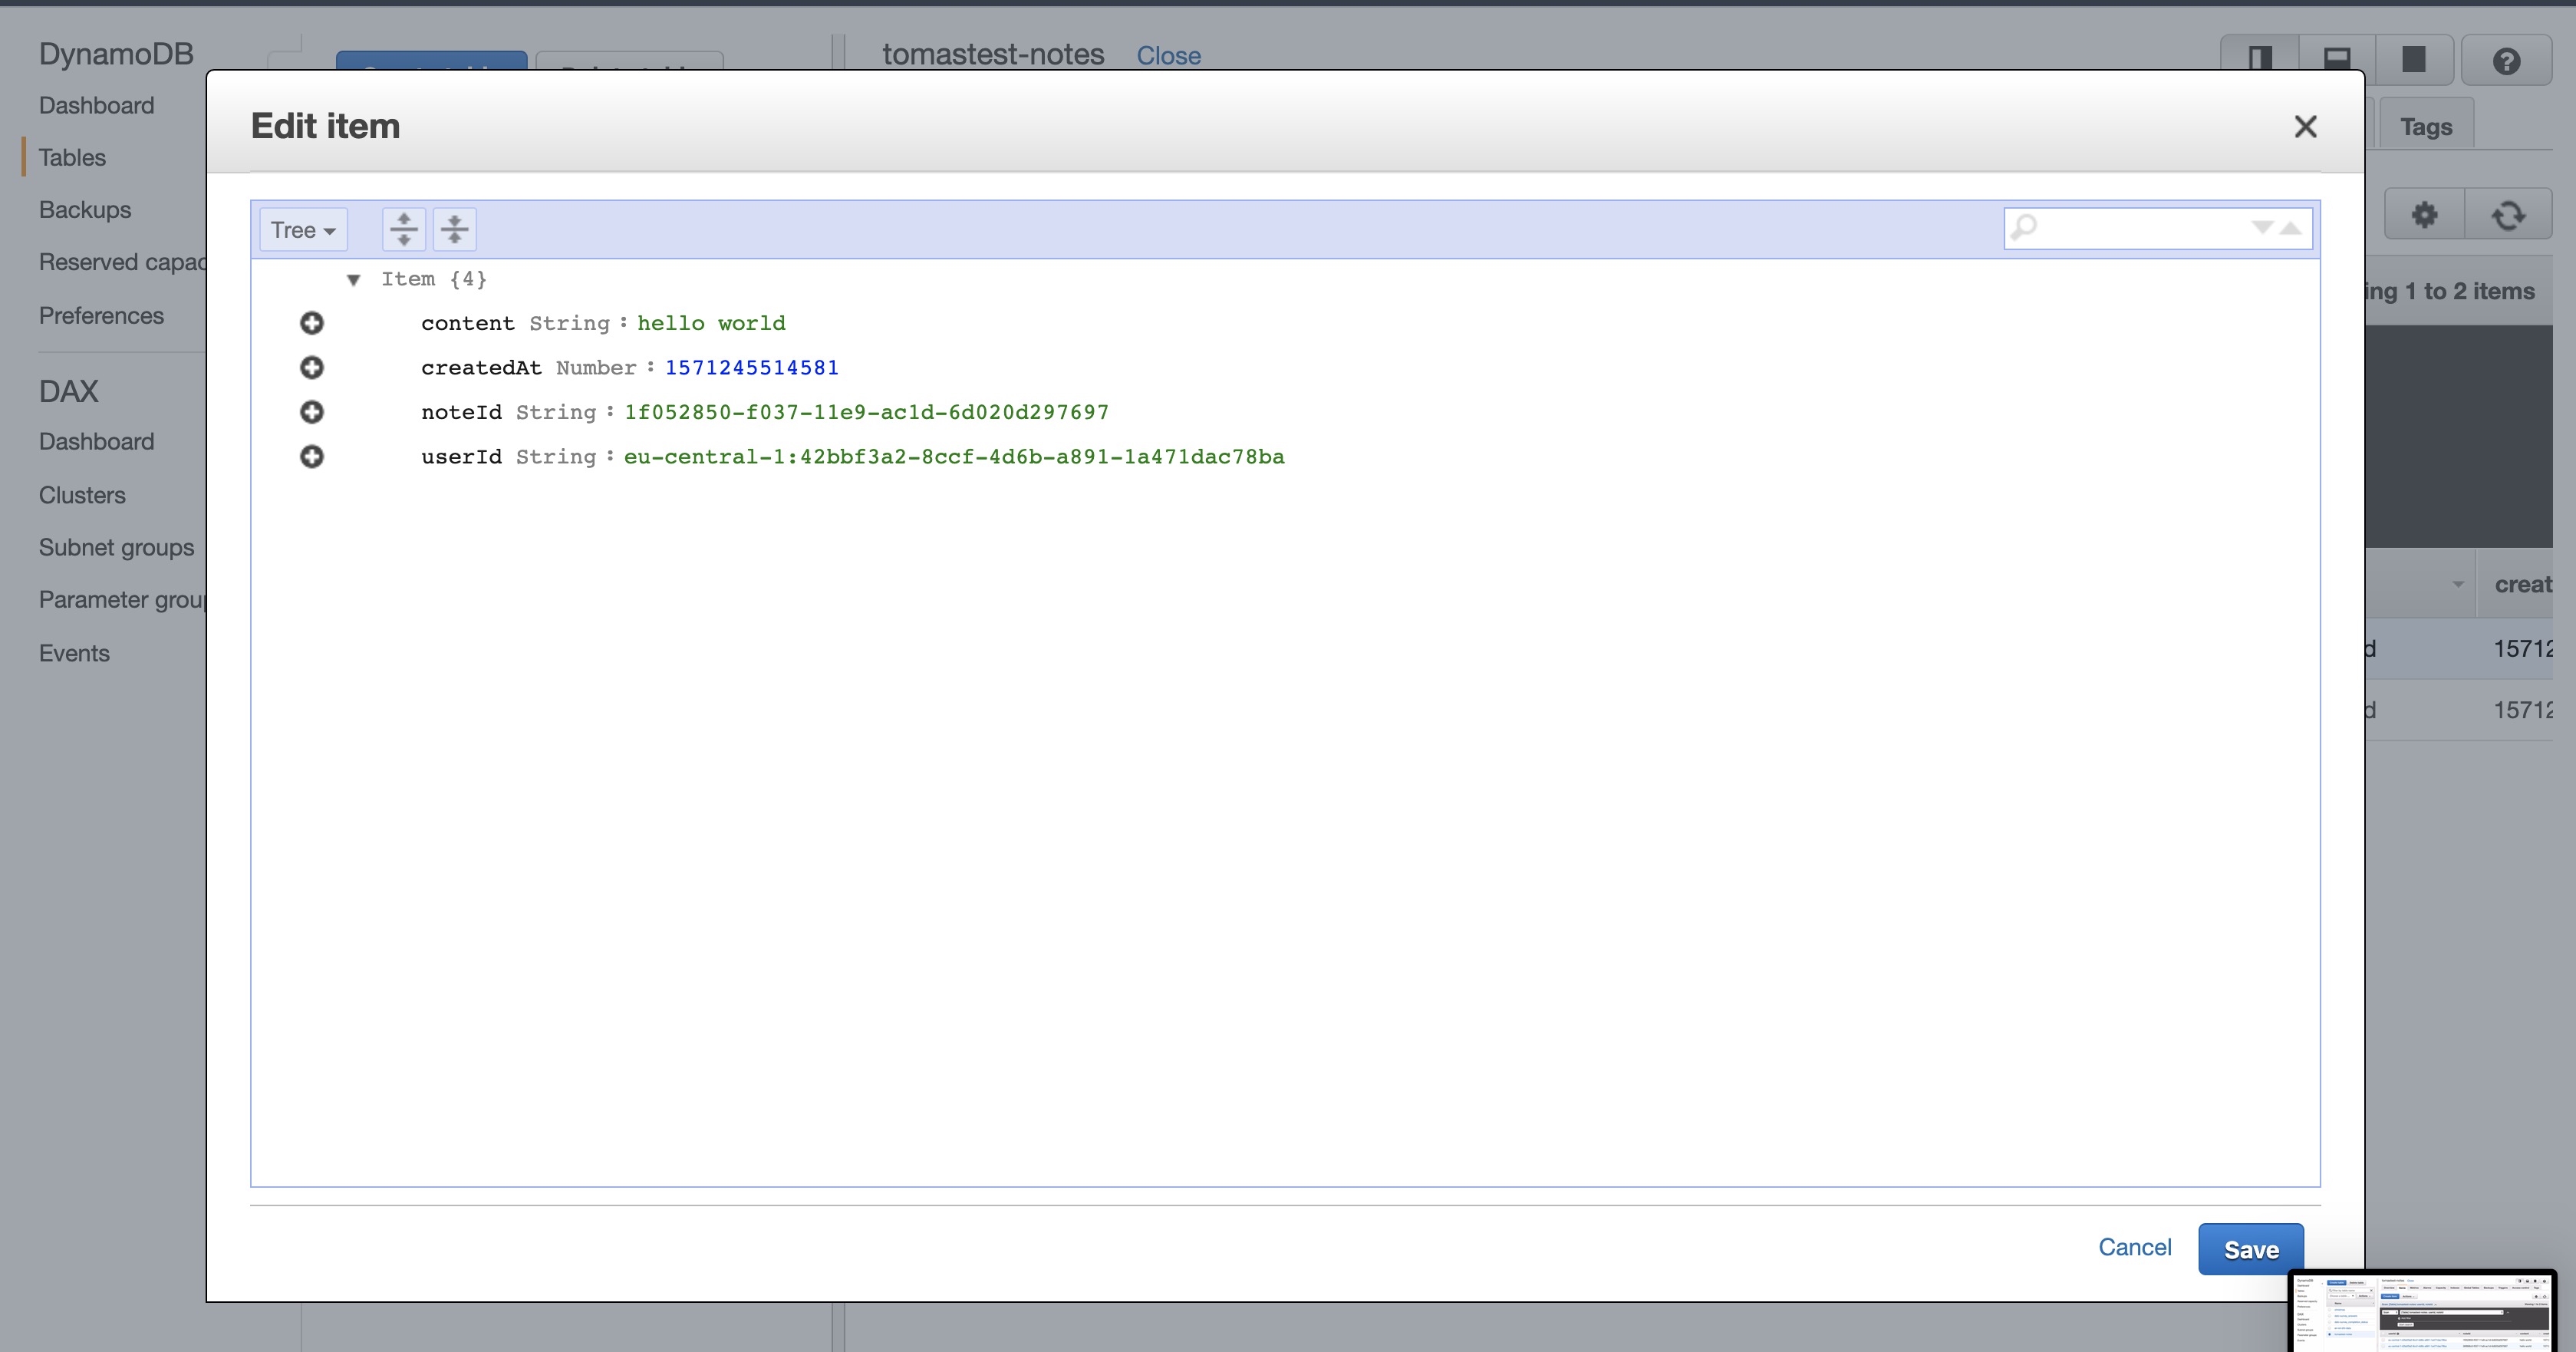 DynamoDB
Dashboard
Tables
Backups
Reserved capac
Preferences
DAX
Dashboard
Clusters
Subnet groups
Parameter group
Events
tomastest-notes Close
Tags
ing 1 to 2 items
creat
d 15712
d 15712
Edit item
Tree
Item {4}
content String : hello world
createdAt Number : 1571245514581
noteId String : 1f052850-f037-11e9-ac1d-6d020d297697
userId String : eu-central-1:42bbf3a2-8ccf-4d6b-a891-1a471dac78ba
Cancel Save